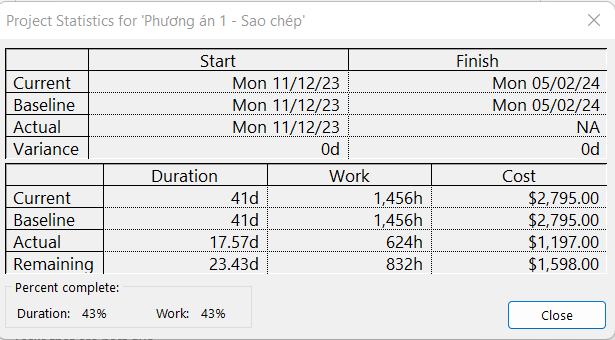 Project Statistics for 'Phương án 1 - Sao chép'
Start Finish
Current Mon 11/12/23 Mon 05/02/24
Baseline Mon 11/12/23 Mon 05/02/24
Actual Mon 11/12/23 NA
Variance 0d 0d
Duration Work Cost
Current 41d 1,456h $2,795.00
Baseline 41d 1,456h $2,795.00
Actual 17.57d 624h $1,197.00
Remaining 23.43d 832h $1,598.00
Percent complete:
Duration: 43% Work: 43%
Close